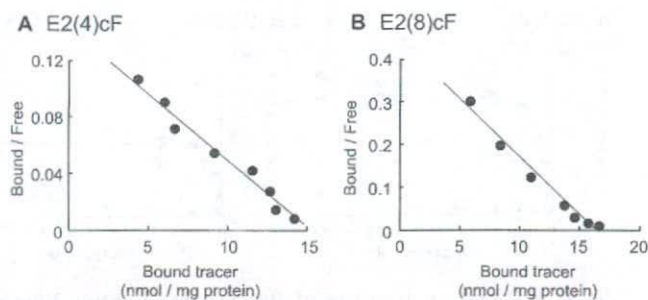 A E2(4)cF
0.12
0.08
0.04
0
Bound / Free
0 5 10 15
Bound tracer
(nmol / mg protein)
B E2(8)cF
0.4
0.3
0.2
0.1
0
Bound / Free
0 5 10 15 20
Bound tracer
(nmol / mg protein)